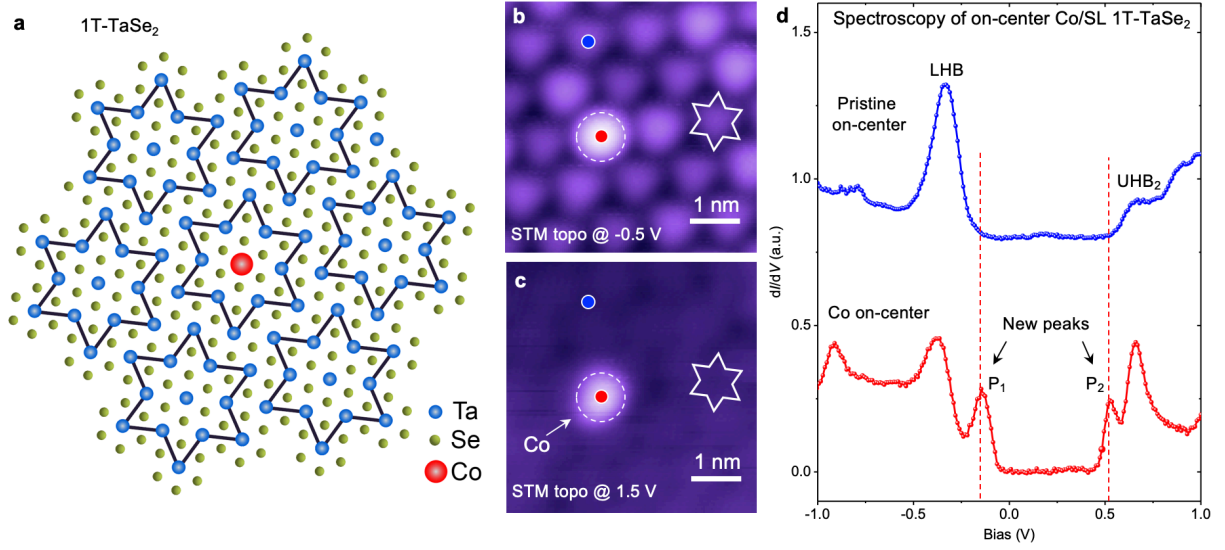 a
1T-TaSe₂
Ta
Se
Co
b
1 nm
STM topo @ -0.5 V
c
Co
1 nm
STM topo @ 1.5 V
d
Spectroscopy of on-center Co/SL 1T-TaSe₂
LHB
Pristine
on-center
UHB₂
Co on-center
New peaks
P₁
P₂
1.5
1.0
0.5
0.0
dI/dV (a.u.)
-1.0
-0.5
0.0
0.5
1.0
Bias (V)